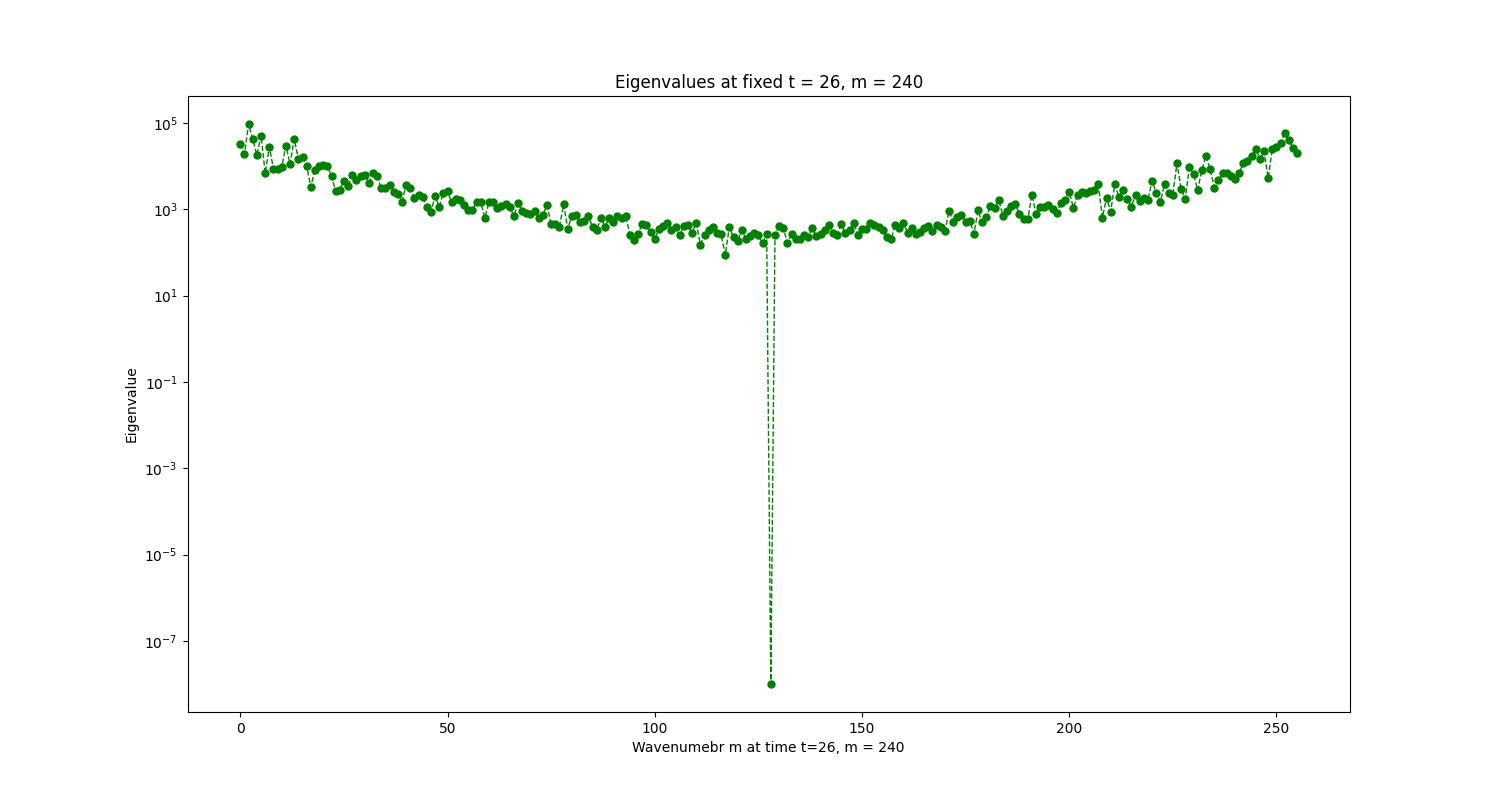 Eigenvalues at fixed t = 26, m = 240
10^5
10^3
10^1
10^-1
10^-3
10^-5
10^-7
Eigenvalue
0 50 100 150 200 250
Wavenumebr m at time t=26, m = 240